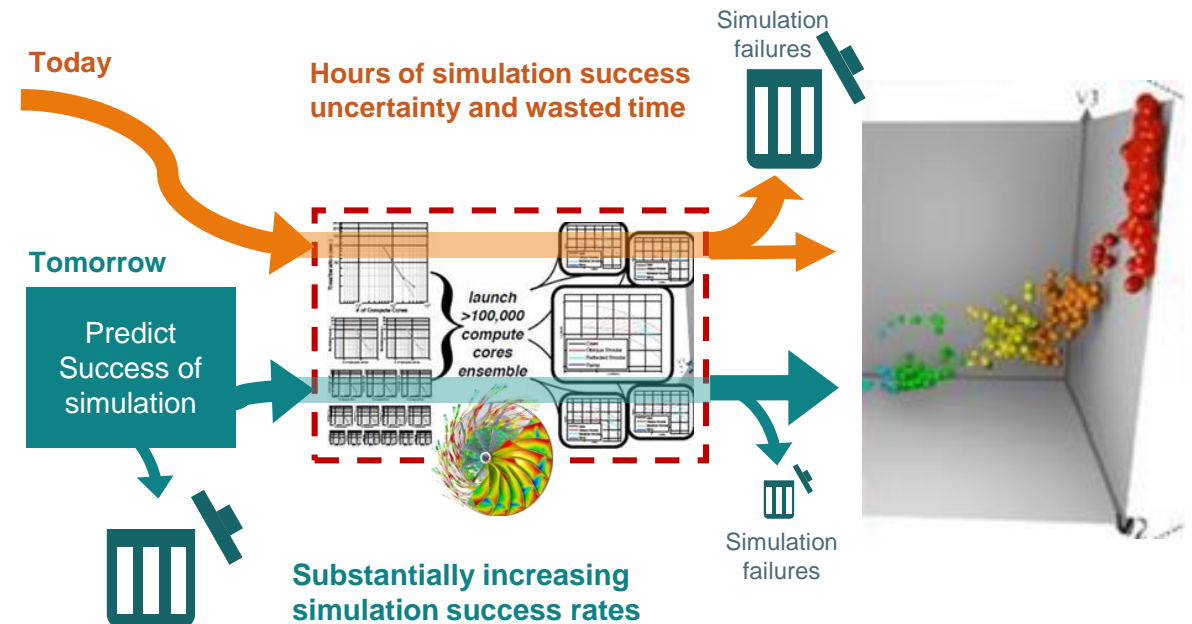 Today
Hours of simulation success
uncertainty and wasted time
Simulation
failures
V3
Tomorrow
Predict
Success of
simulation
# of Compute Cores
launch
>100,000
compute
cores
ensemble
Simulation
failures
Substantially increasing
simulation success rates